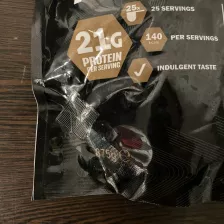 25
25 SERVINGS
21G
PROTEIN
PER SERVING
140
PER SERVINGS
INDULGENT TASTE